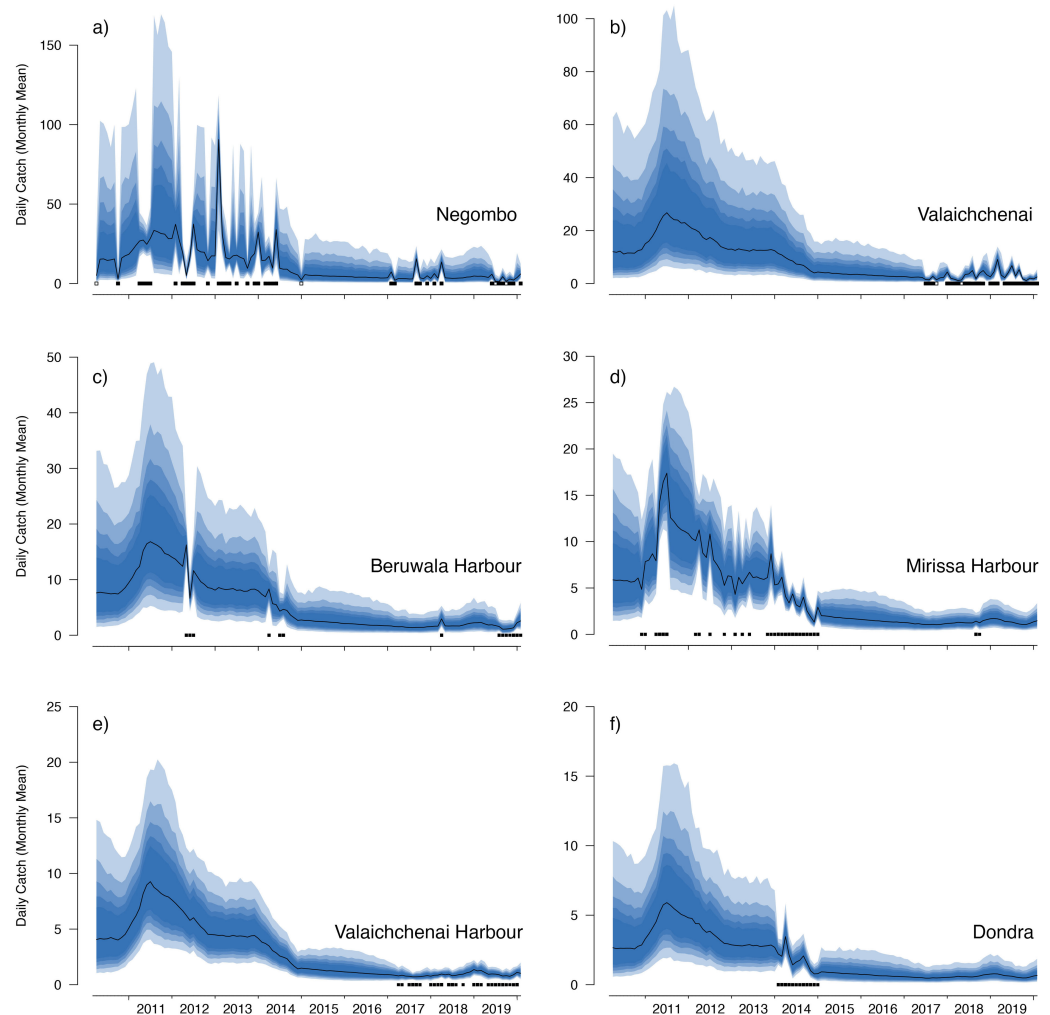 a)
150
100
50
0
Daily Catch (Monthly Mean)
Negombo
b)
100
80
60
40
20
0
Valaichchenai
c)
50
40
30
20
10
0
Daily Catch (Monthly Mean)
Beruwala Harbour
d)
30
25
20
15
10
5
0
Mirissa Harbour
e)
25
20
15
10
5
0
Daily Catch (Monthly Mean)
Valaichchenai Harbour
2011 2012 2013 2014 2015 2016 2017 2018 2019
f)
20
15
10
5
0
Dondra
2011 2012 2013 2014 2015 2016 2017 2018 2019